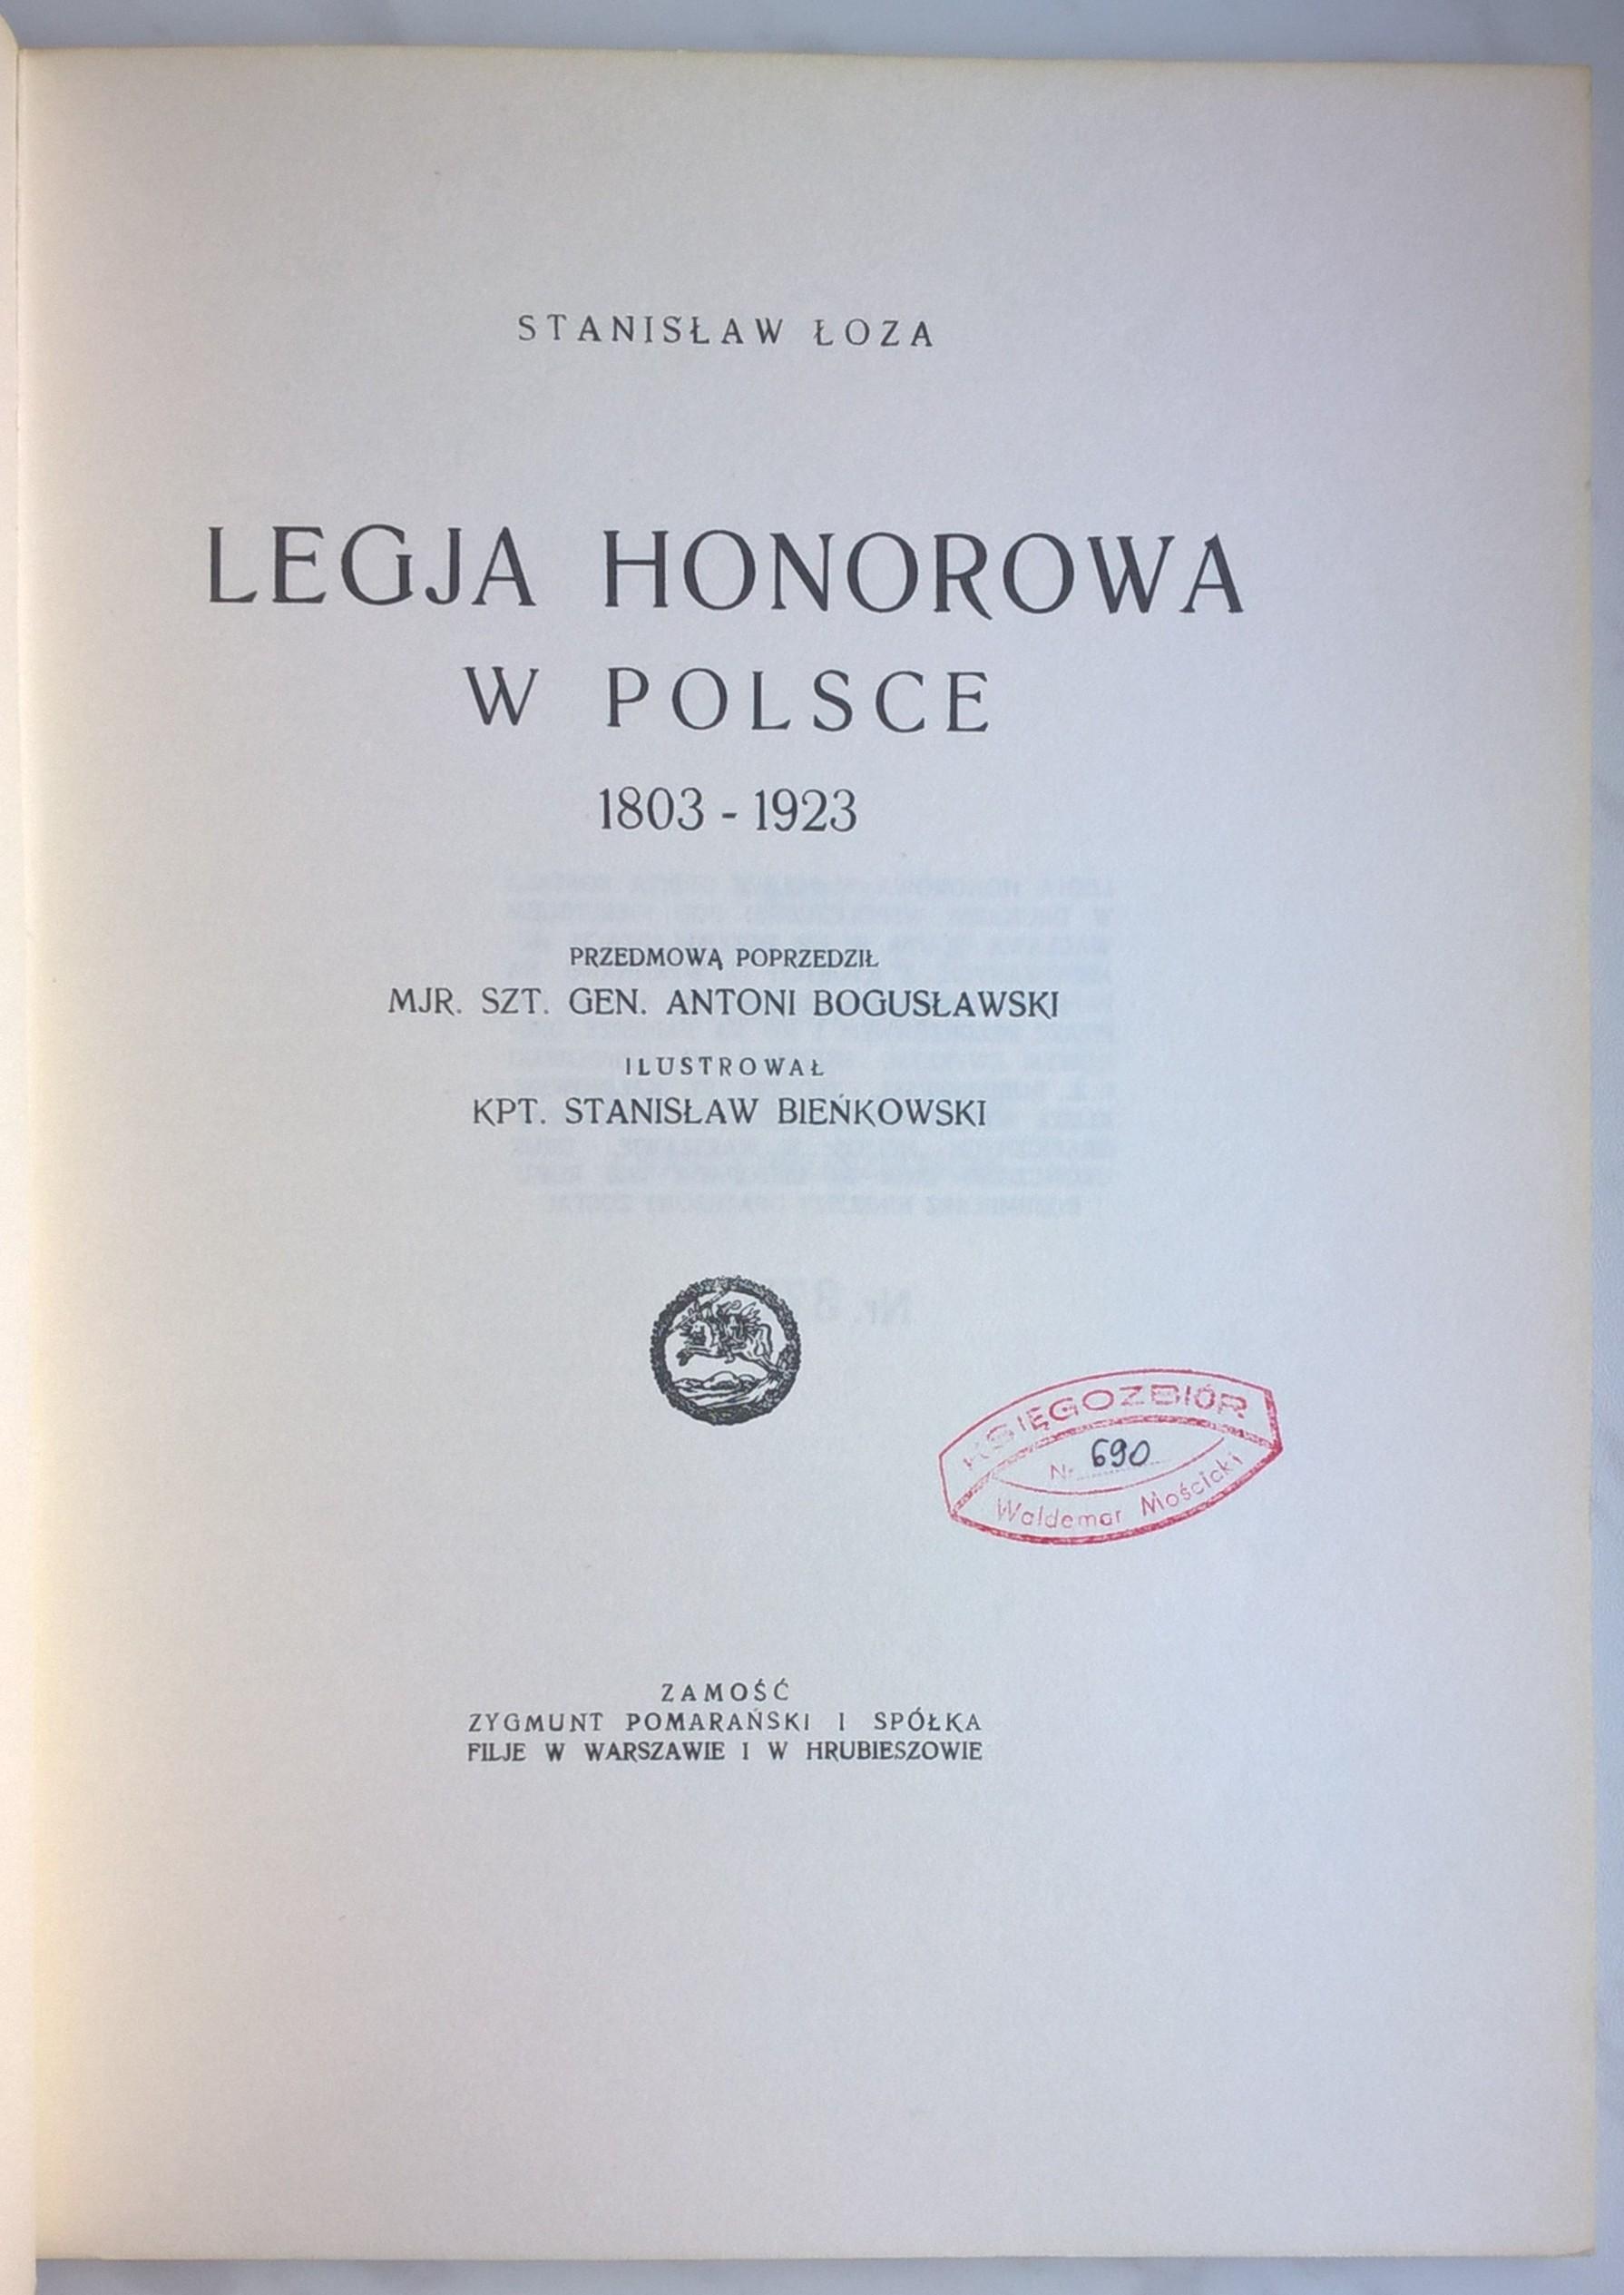 STANISŁAW ŁOZA
LEGJA HONOROWA
W POLSCE
1803 - 1923
PRZEDMOWĄ POPRZEDZIŁ
MJR. SZT. GEN. ANTONI BOGUSŁAWSKI
ILUSTROWAŁ
KPT. STANISŁAW BIEŃKOWSKI
KSIĘGOZBIÓR
Nr 690
Waldemar Mościcki
ZAMOŚĆ
ZYGMUNT POMARAŃSKI I SPÓŁKA
FILJE W WARSZAWIE I W HRUBIESZOWIE